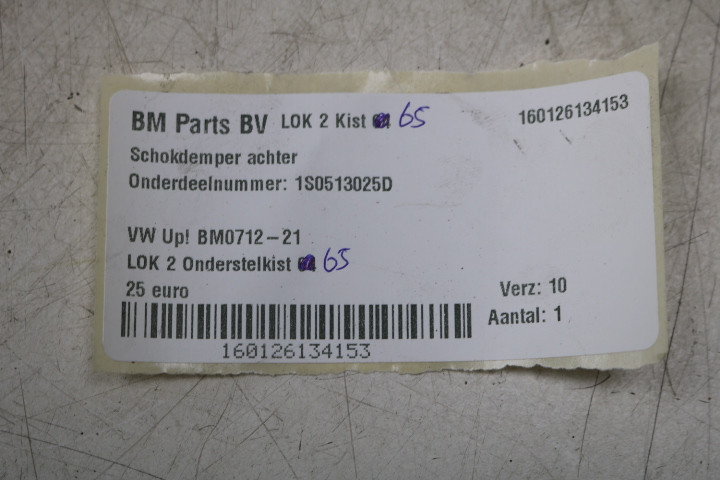 BM Parts BV LOK 2 Kist 65 160126134153
Schokdemper achter
Onderdeelnummer: 1S0513025D
VW Up! BM0712-21
LOK 2 Onderstelkist 65
25 euro Verz: 10
Aantal: 1
160126134153